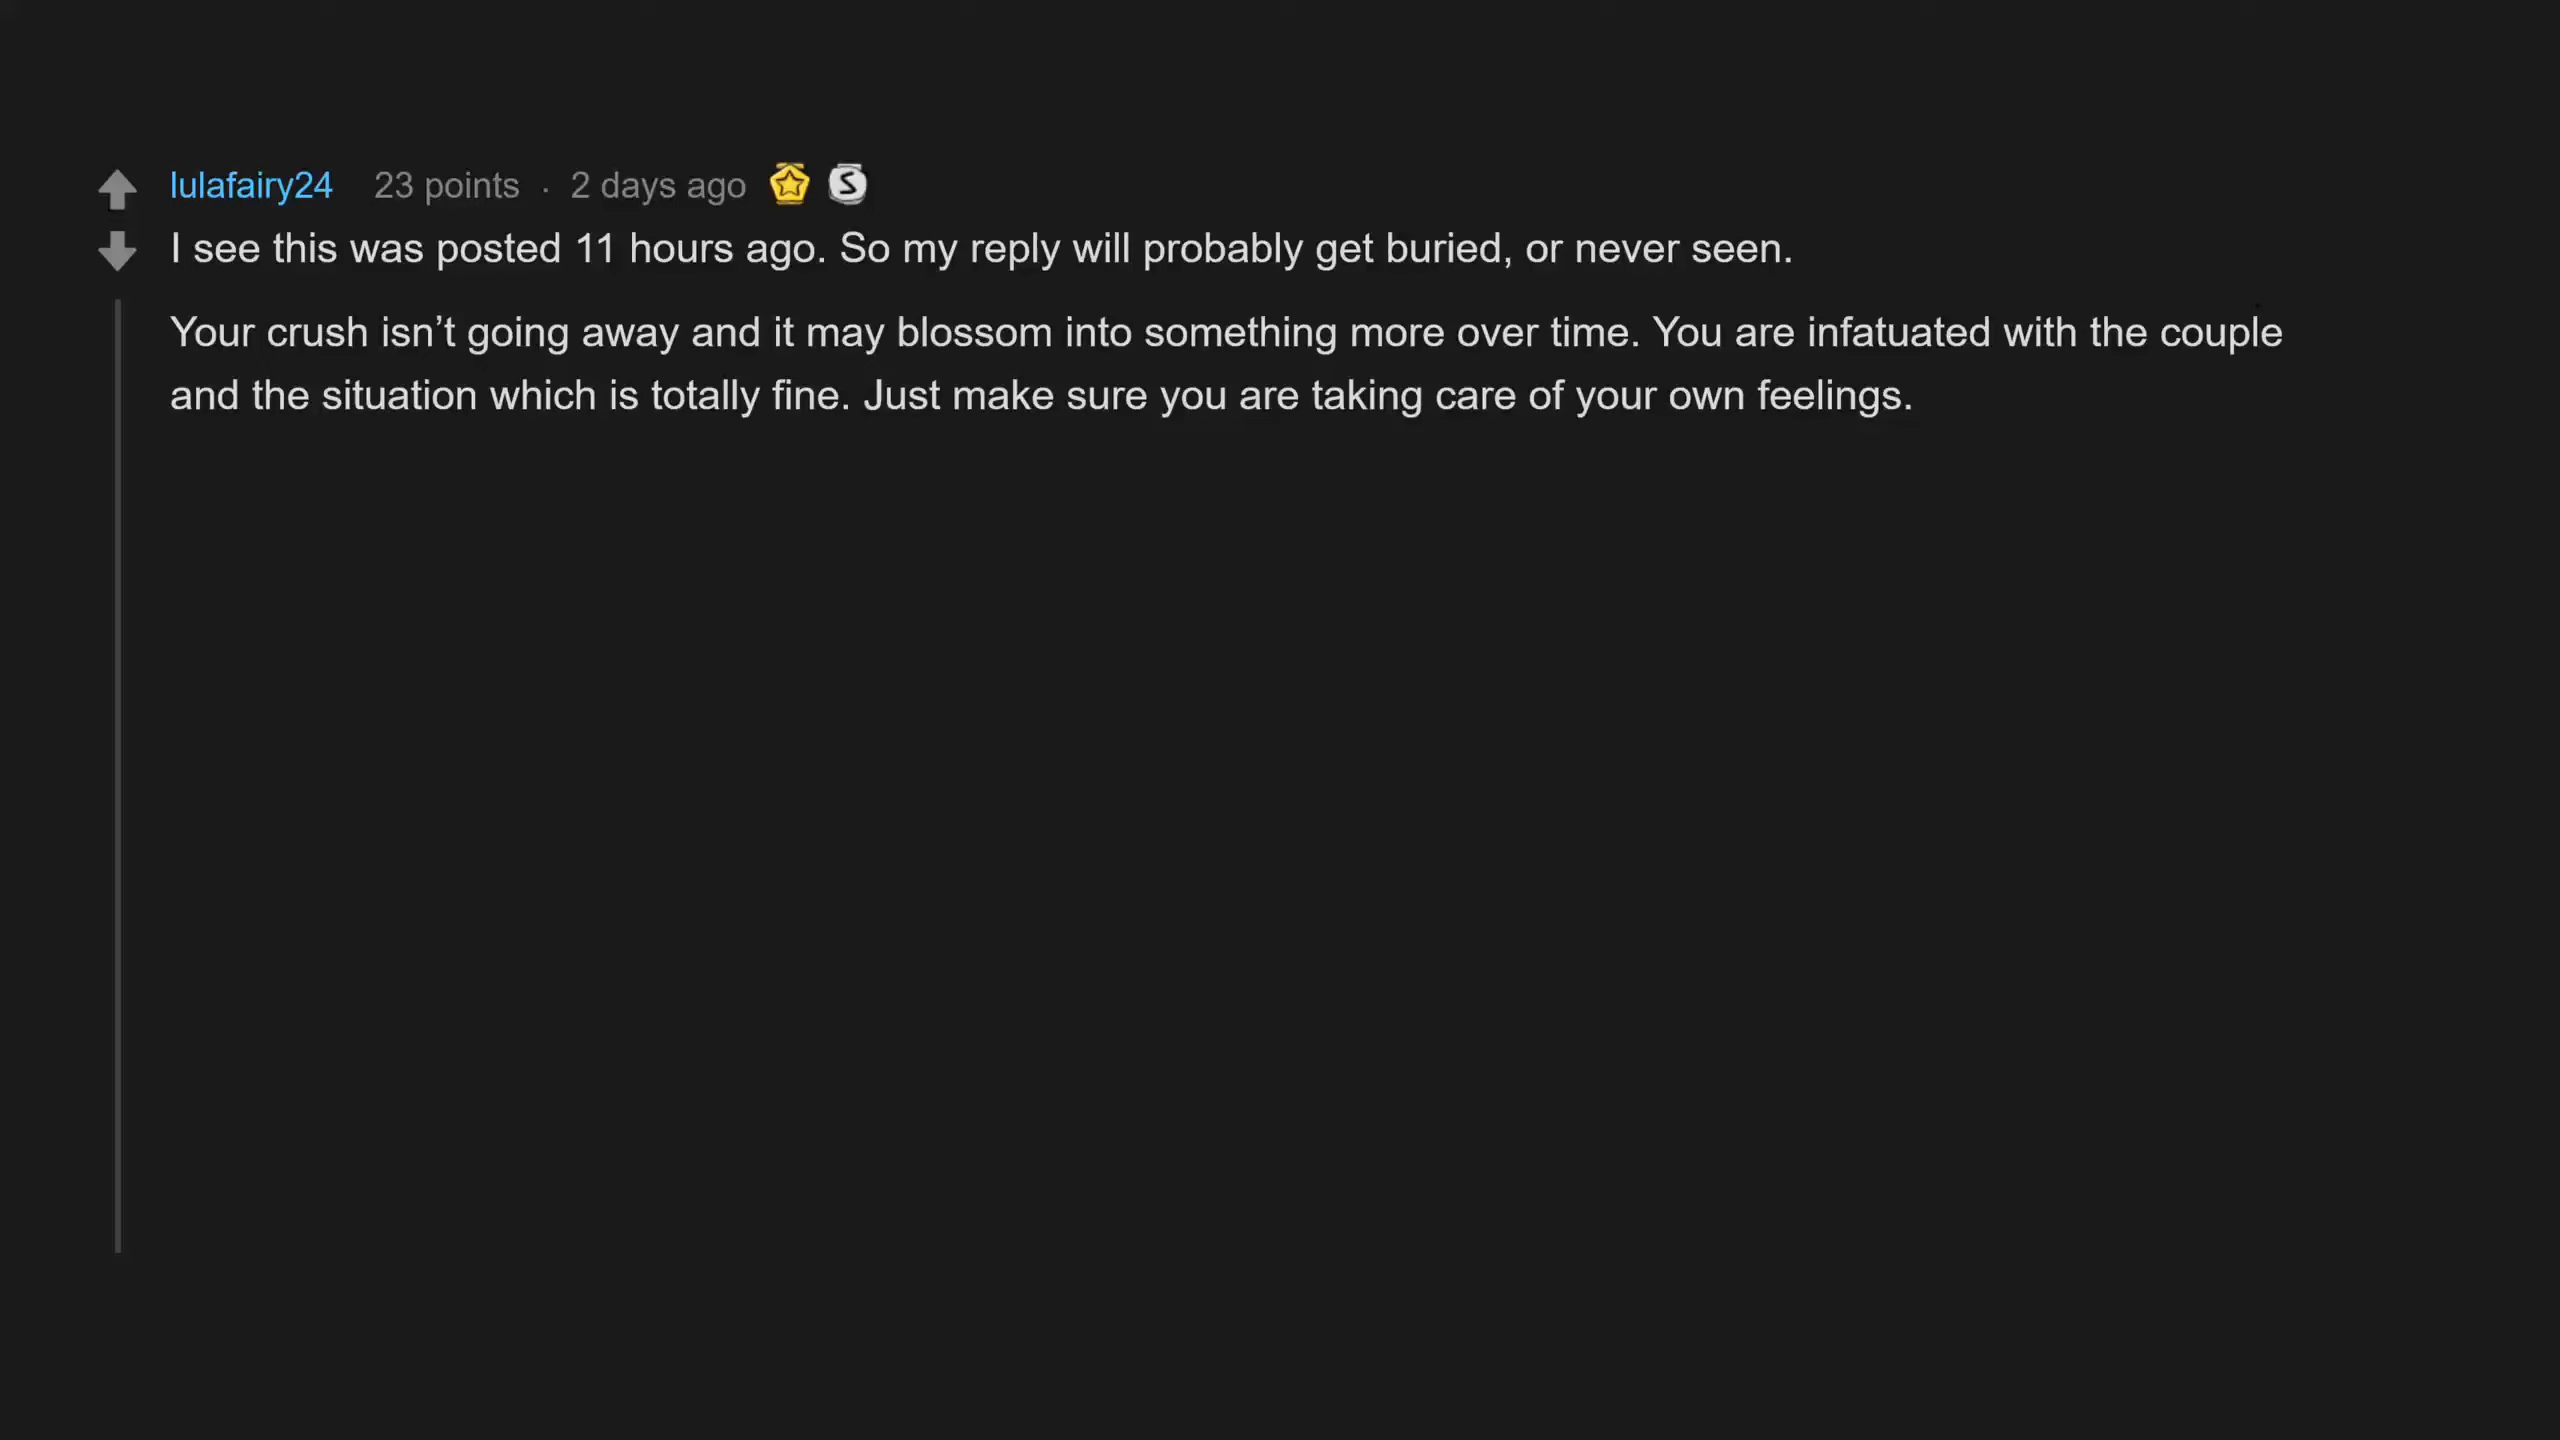 lulafairy24 23 points · 2 days ago
I see this was posted 11 hours ago. So my reply will probably get buried, or never seen.
Your crush isn’t going away and it may blossom into something more over time. You are infatuated with the couple
and the situation which is totally fine. Just make sure you are taking care of your own feelings.